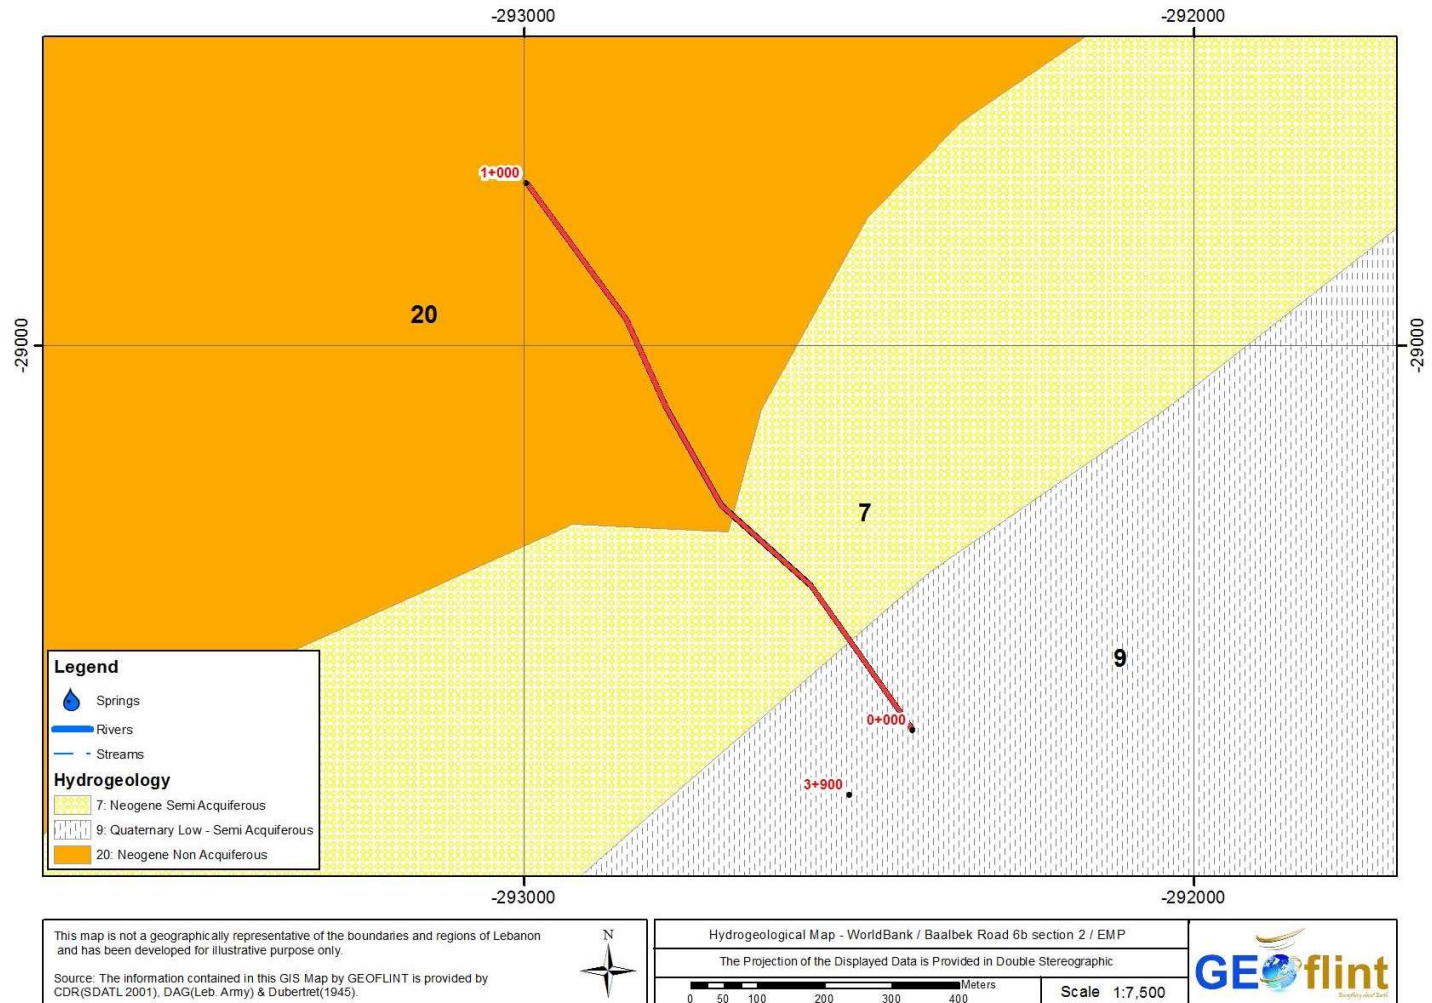 -293000
-292000
1+000
20
-29000
-29000
7
9
0+000
3+900
Legend
Springs
Rivers
Streams
Hydrogeology
7: Neogene Semi Acquiferous
9: Quaternary Low - Semi Acquiferous
20: Neogene Non Acquiferous
-293000
-292000
This map is not a geographically representative of the boundaries and regions of Lebanon
and has been developed for illustrative purpose only.
Source: The information contained in this GIS Map by GEOFLINT is provided by
CDR(SDATL 2001), DAG(Leb. Army) & Dubertret(1945).
N
Hydrogeological Map - WorldBank / Baalbek Road 6b section 2 / EMP
The Projection of the Displayed Data is Provided in Double Stereographic
Meters
0 50 100 200 300 400
Scale 1:7,500
GEOflint